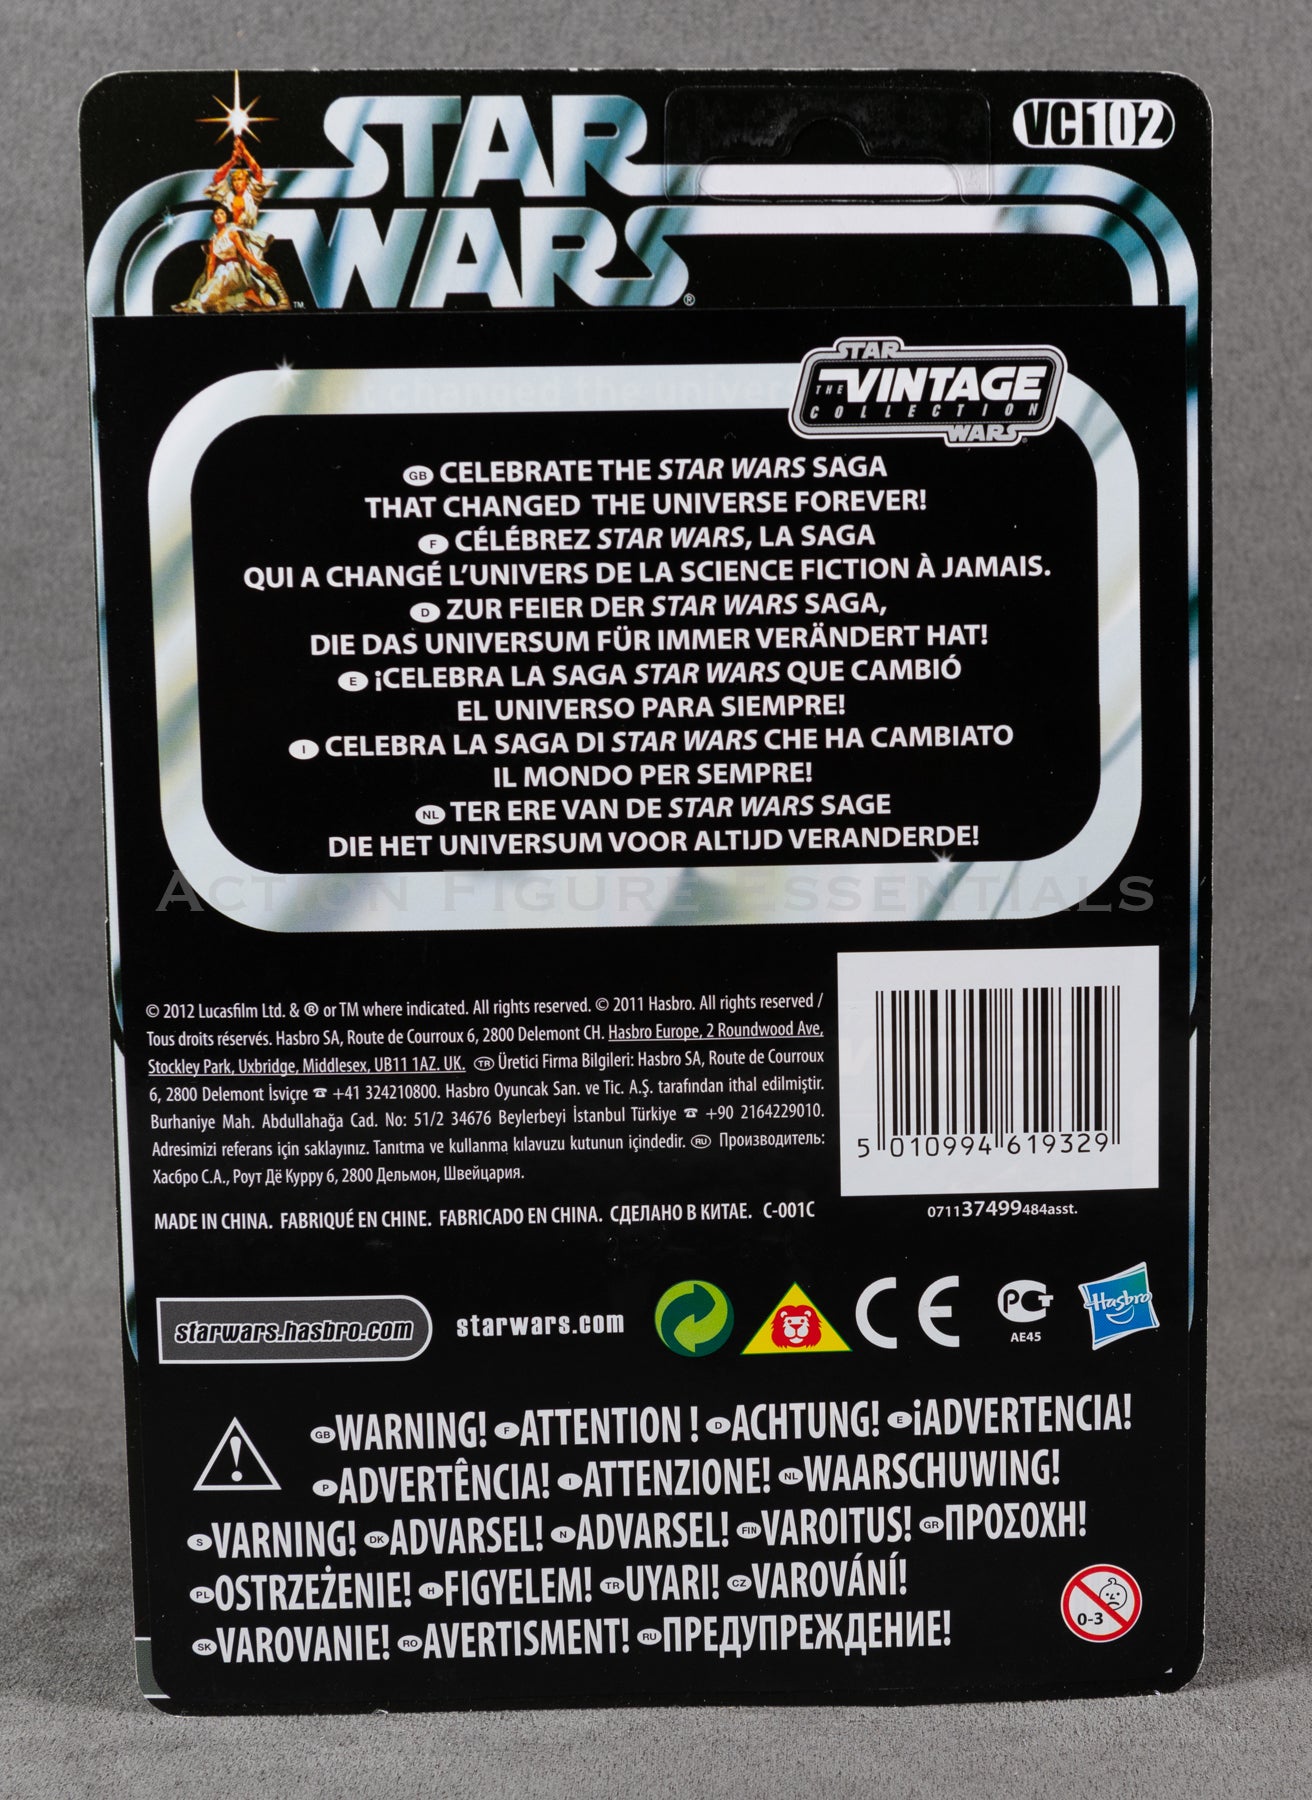 STAR
WARS
VC102
TM
®
STAR
THE VINTAGE
COLLECTION
WARS
GB CELEBRATE THE STAR WARS SAGA
THAT CHANGED THE UNIVERSE FOREVER!
F CÉLÉBREZ STAR WARS, LA SAGA
QUI A CHANGÉ L'UNIVERS DE LA SCIENCE FICTION À JAMAIS.
D ZUR FEIER DER STAR WARS SAGA,
DIE DAS UNIVERSUM FÜR IMMER VERÄNDERT HAT!
E ¡CELEBRA LA SAGA STAR WARS QUE CAMBIÓ
EL UNIVERSO PARA SIEMPRE!
I CELEBRA LA SAGA DI STAR WARS CHE HA CAMBIATO
IL MONDO PER SEMPRE!
NL TER ERE VAN DE STAR WARS SAGE
DIE HET UNIVERSUM VOOR ALTIJD VERANDERDE!
ACTION FIGURE ESSENTIALS
© 2012 Lucasfilm Ltd. & ® or TM where indicated. All rights reserved. © 2011 Hasbro. All rights reserved /
Tous droits réservés. Hasbro SA, Route de Courroux 6, 2800 Delemont CH. Hasbro Europe, 2 Roundwood Ave,
Stockley Park, Uxbridge, Middlesex, UB11 1AZ. UK. TR Üretici Firma Bilgileri: Hasbro SA, Route de Courroux
6, 2800 Delemont İsviçre ☎ +41 324210800. Hasbro Oyuncak San. ve Tic. A.Ş. tarafından ithal edilmiştir.
Burhaniye Mah. Abdullahağa Cad. No: 51/2 34676 Beylerbeyi İstanbul Türkiye ☎ +90 2164229010.
Adresimizi referans için saklayınız. Tanıtma ve kullanma kılavuzu kutunun içindedir. RU Производитель:
Хасбро С.А., Роут Дё Курру 6, 2800 Дельмон, Швейцария.
MADE IN CHINA. FABRIQUÉ EN CHINE. FABRICADO EN CHINA. СДЕЛАНО В КИТАЕ. C-001C
5 010994 619329
071137499484asst.
starwars.hasbro.com
starwars.com
CE
PCT
AE45
Hasbro
GB WARNING! F ATTENTION ! D ACHTUNG! E ¡ADVERTENCIA!
P ADVERTÊNCIA! I ATTENZIONE! NL WAARSCHUWING!
S VARNING! DK ADVARSEL! N ADVARSEL! FIN VAROITUS! GR ΠΡΟΣΟΧΗ!
PL OSTRZEŻENIE! H FIGYELEM! TR UYARI! CZ VAROVÁNÍ!
SK VAROVANIE! RO AVERTISMENT! RU ПРЕДУПРЕЖДЕНИЕ!
0-3